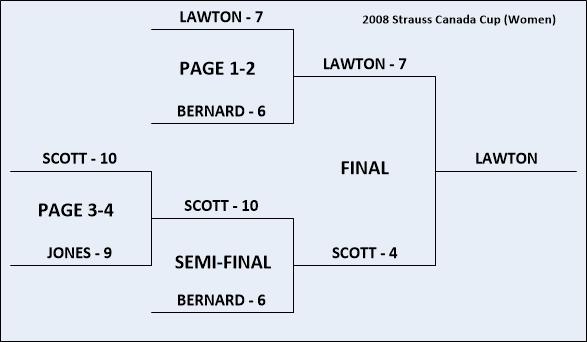 LAWTON - 7
2008 Strauss Canada Cup (Women)
PAGE 1-2
LAWTON - 7
BERNARD - 6
SCOTT - 10
LAWTON
FINAL
PAGE 3-4
SCOTT - 10
JONES - 9
SCOTT - 4
SEMI-FINAL
BERNARD - 6